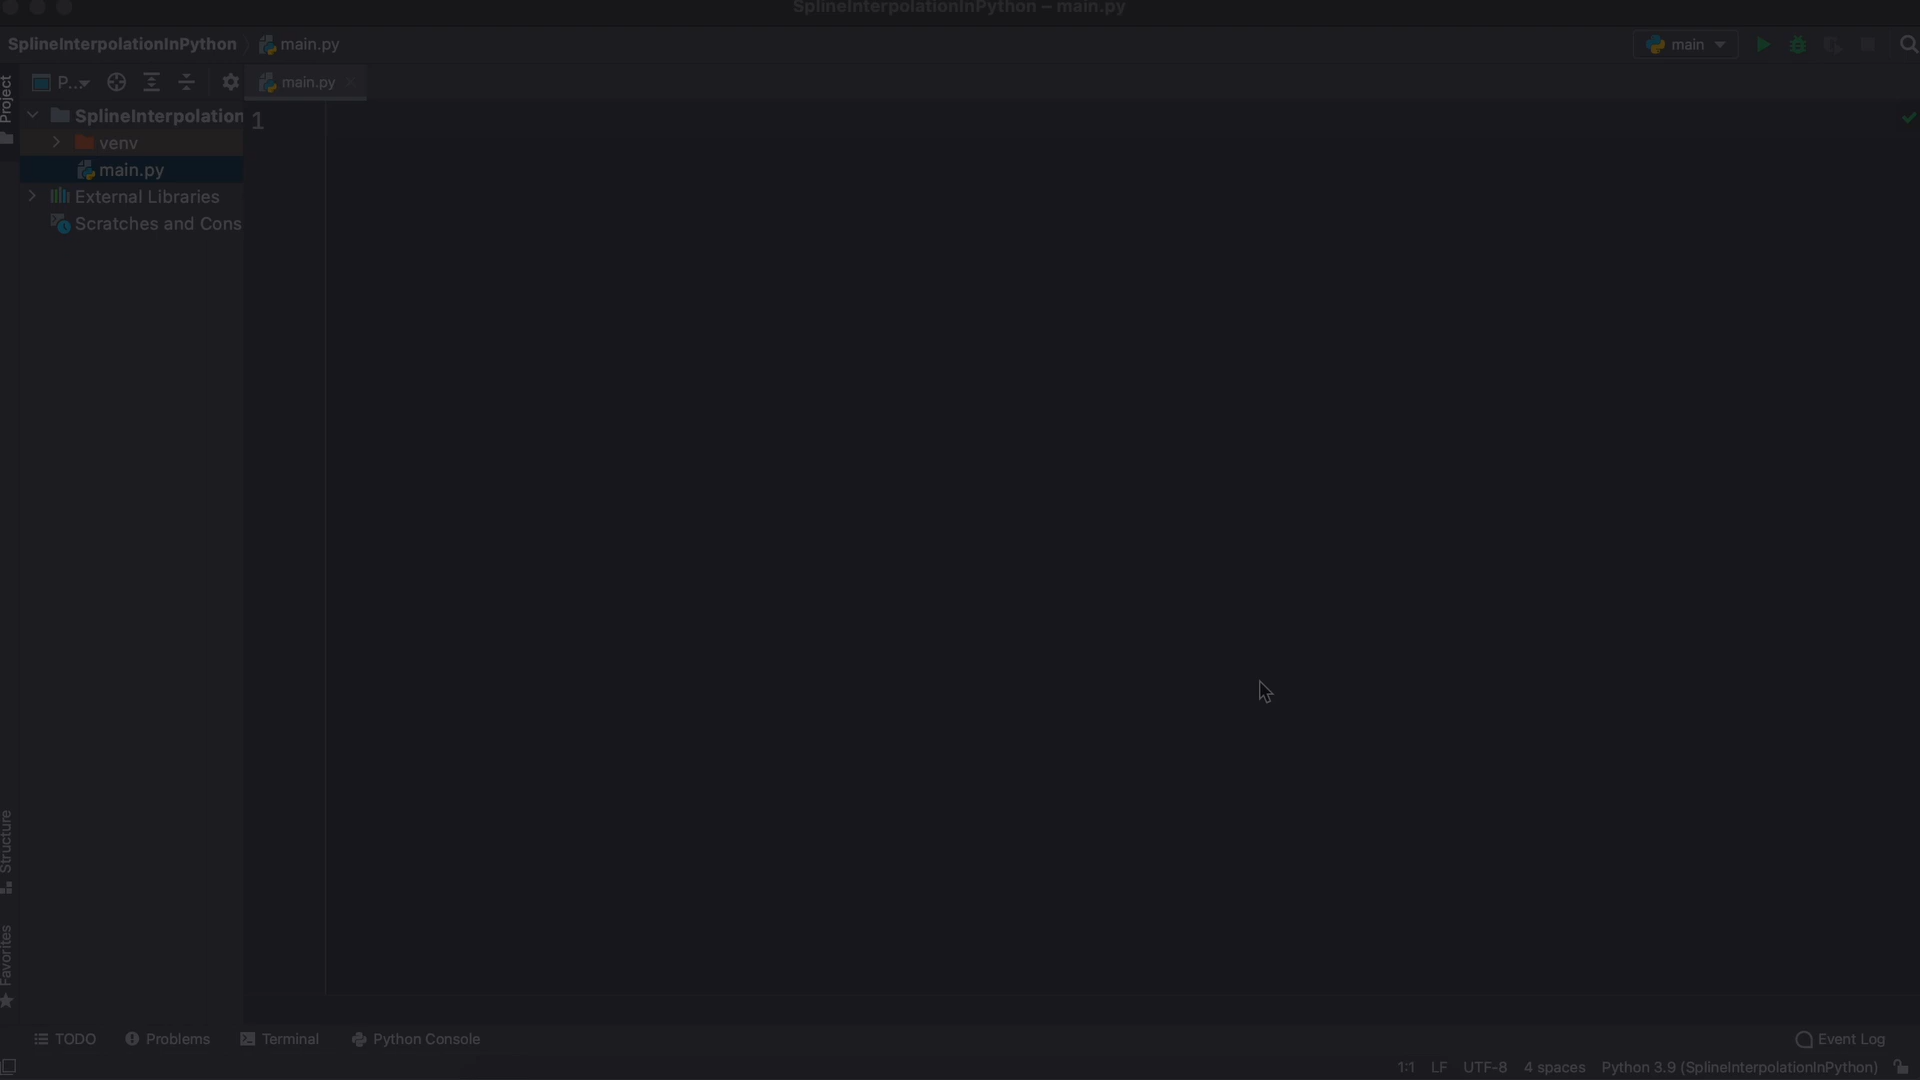 SplineInterpolationInPython – main.py
SplineInterpolationInPython main.py
main
Project
P...
main.py
SplineInterpolation
1
venv
main.py
External Libraries
Scratches and Cons
Structure
Favorites
TODO Problems Terminal Python Console
Event Log
1:1 LF UTF-8 4 spaces Python 3.9 (SplineInterpolationInPython)